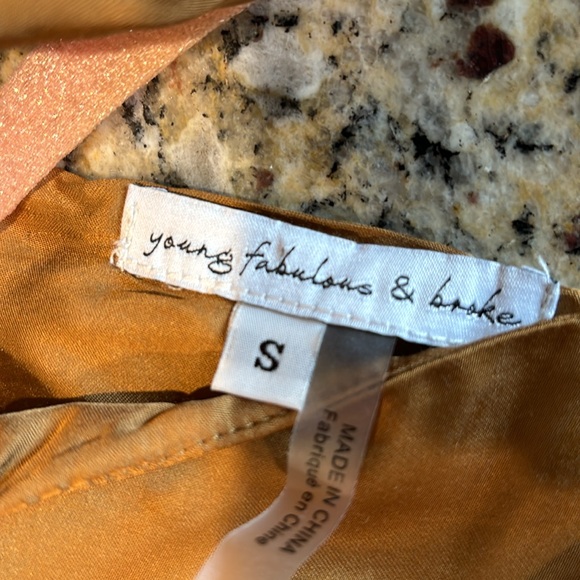 young fabulous & broke
S
MADE IN CHINA
Fabriqué en Chine